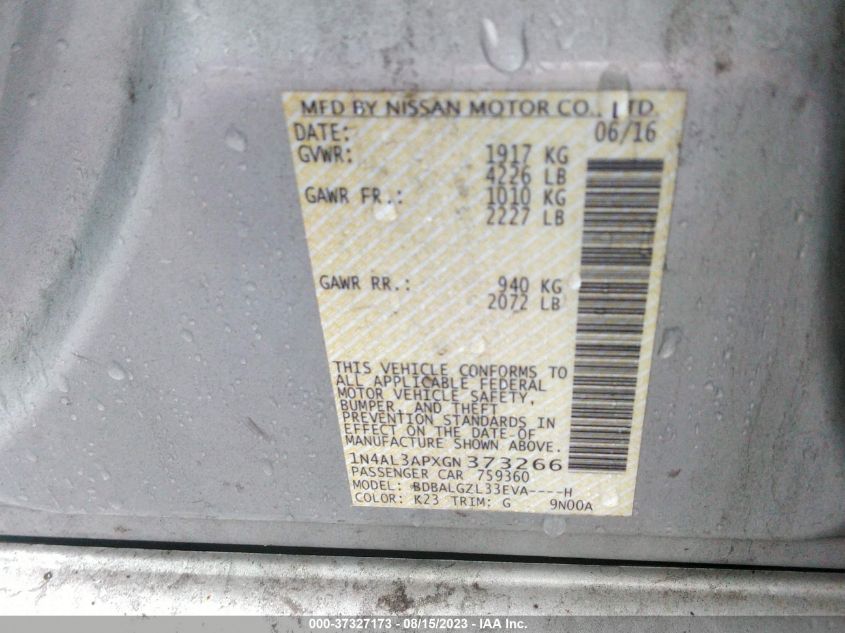 MFD BY NISSAN MOTOR CO., LTD.
DATE: 06/16
GVWR: 1917 KG
4226 LB
GAWR FR.: 1010 KG
2227 LB
GAWR RR.: 940 KG
2072 LB
THIS VEHICLE CONFORMS TO
ALL APPLICABLE FEDERAL
MOTOR VEHICLE SAFETY,
BUMPER, AND THEFT
PREVENTION STANDARDS IN
EFFECT ON THE DATE OF
MANUFACTURE SHOWN ABOVE.
1N4AL3APXGN373266
PASSENGER CAR 759360
MODEL: BDBALGZL33EVA----H
COLOR: K23 TRIM: G 9N00A
000-37327173 - 08/15/2023 - IAA Inc.